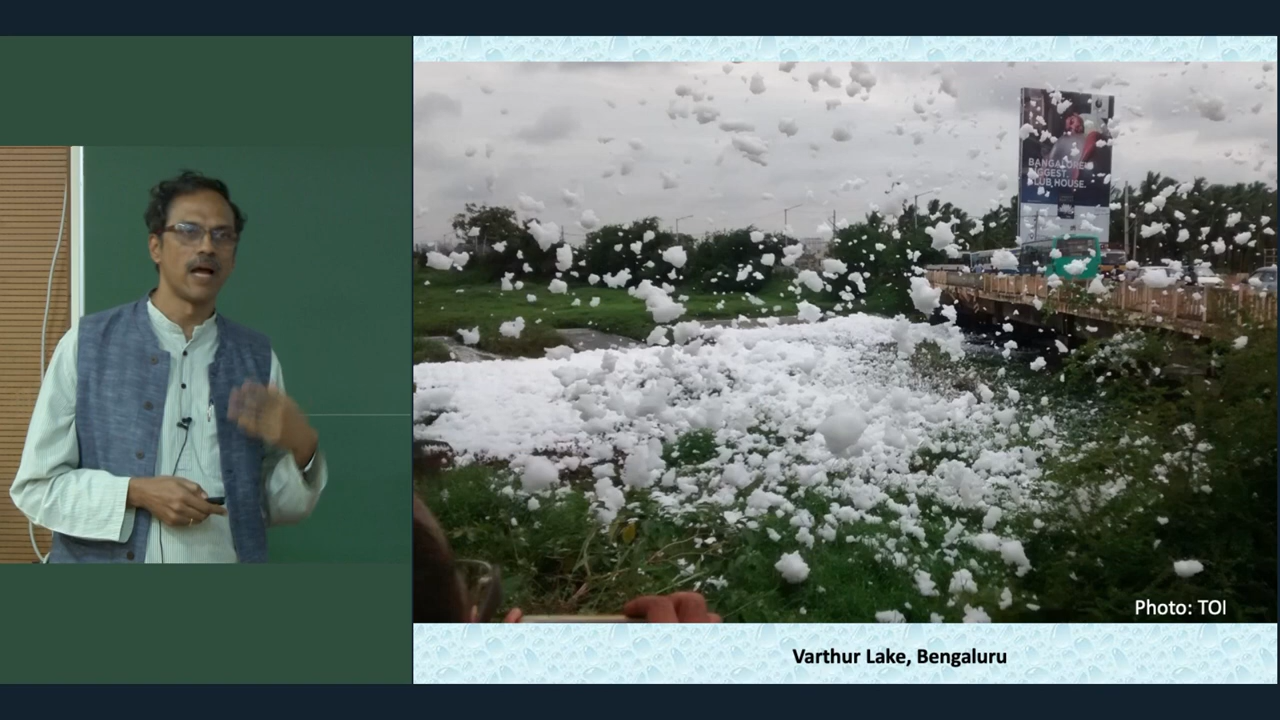 BANGALORE'S
BIGGEST.
CLUB HOUSE.
Photo: TOI
Varthur Lake, Bengaluru